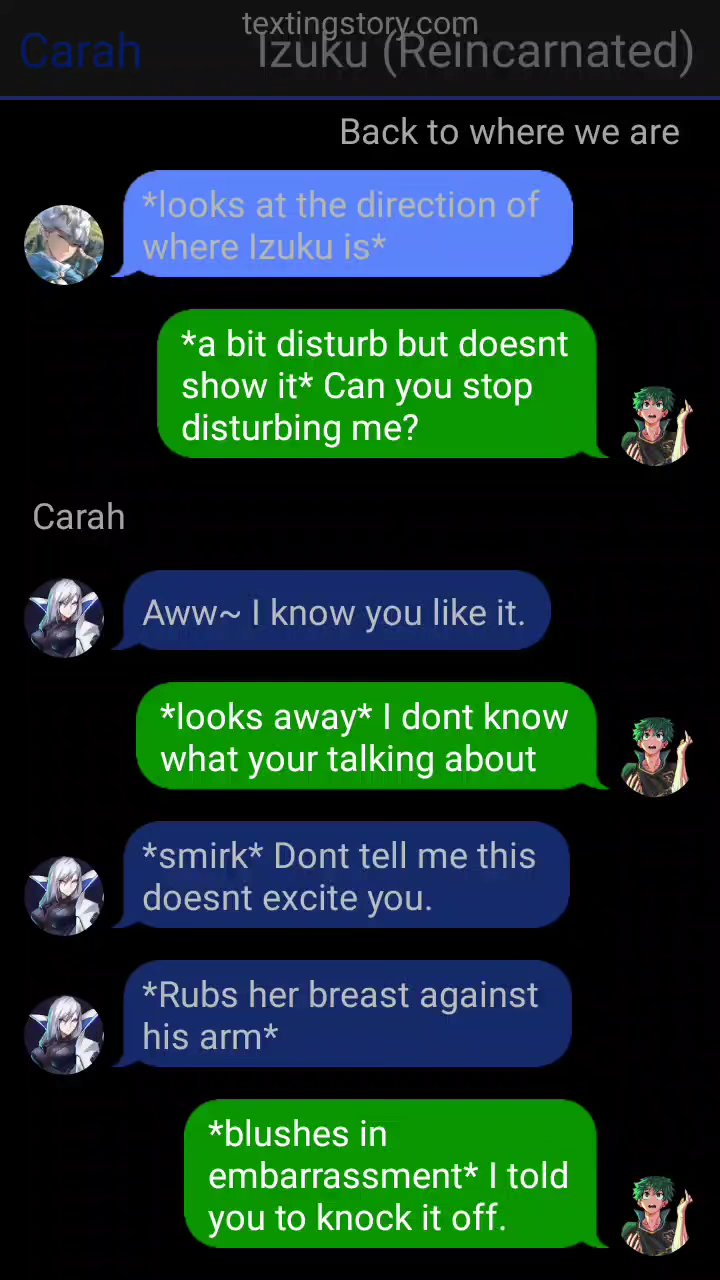 textingstory.com
Carah
Izuku (Reincarnated)
Back to where we are
*looks at the direction of
where Izuku is*
*a bit disturb but doesnt
show it* Can you stop
disturbing me?
Carah
Aww~ I know you like it.
*looks away* I dont know
what your talking about
*smirk* Dont tell me this
doesnt excite you.
*Rubs her breast against
his arm*
*blushes in
embarrassment* I told
you to knock it off.